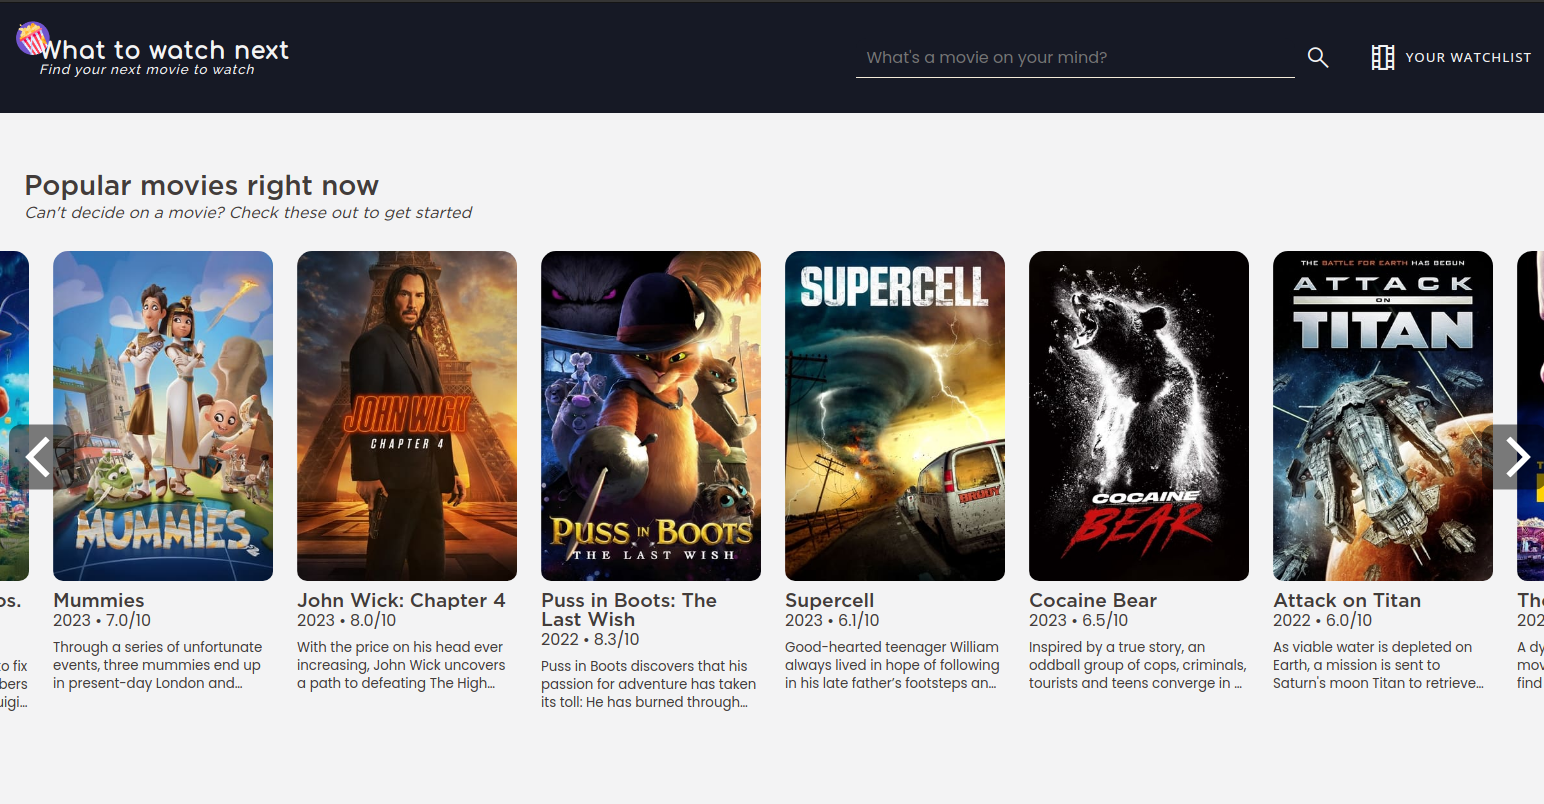 What to watch next
Find your next movie to watch
What's a movie on your mind?
YOUR WATCHLIST
Popular movies right now
Can't decide on a movie? Check these out to get started
MUMMIES
JOHN WICK
CHAPTER 4
PUSS IN BOOTS
THE LAST WISH
SUPERCELL
BRODY
COCAINE
BEAR
THE BATTLE FOR EARTH HAS BEGUN
ATTACK
ON
TITAN
os.
to fix
bers
uigi...
Mummies
2023 • 7.0/10
Through a series of unfortunate
events, three mummies end up
in present-day London and...
John Wick: Chapter 4
2023 • 8.0/10
With the price on his head ever
increasing, John Wick uncovers
a path to defeating The High...
Puss in Boots: The
Last Wish
2022 • 8.3/10
Puss in Boots discovers that his
passion for adventure has taken
its toll: He has burned through...
Supercell
2023 • 6.1/10
Good-hearted teenager William
always lived in hope of following
in his late father’s footsteps an...
Cocaine Bear
2023 • 6.5/10
Inspired by a true story, an
oddball group of cops, criminals,
tourists and teens converge in ...
Attack on Titan
2022 • 6.0/10
As viable water is depleted on
Earth, a mission is sent to
Saturn's moon Titan to retrieve...
The
202
A dy
mov
find